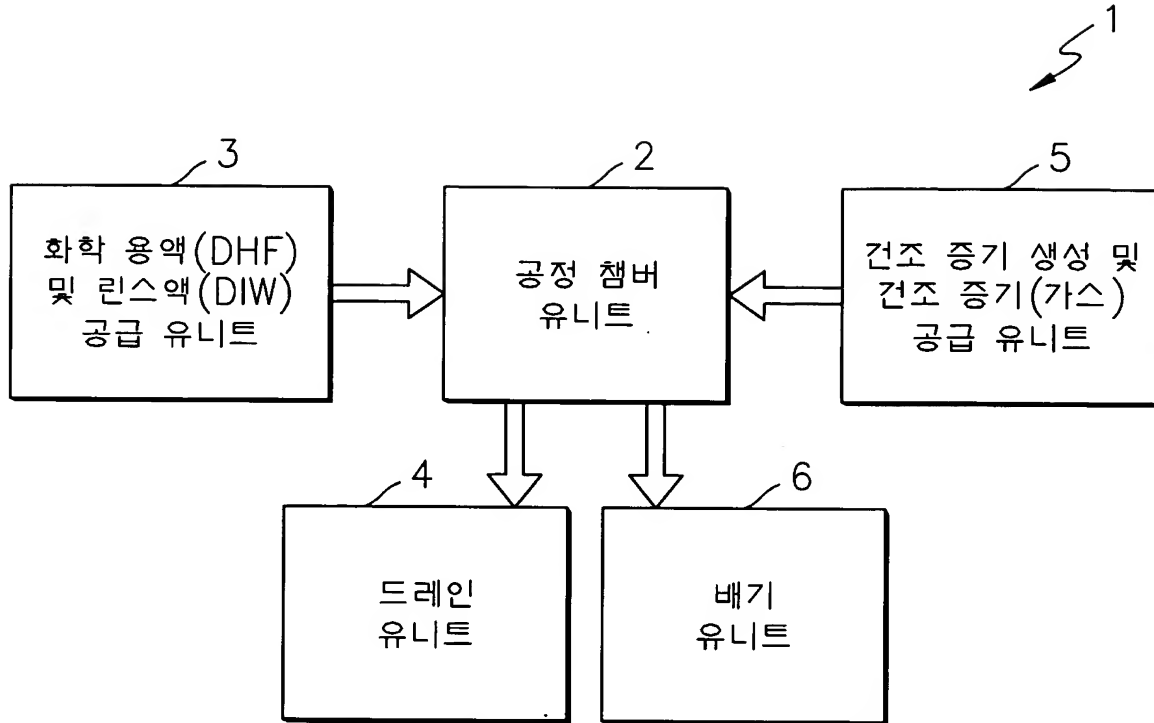 1
3
화학 용액(DHF)
및 린스액(DIW)
공급 유니트
2
공정 챔버
유니트
5
건조 증기 생성 및
건조 증기(가스)
공급 유니트
4
드레인
유니트
6
배기
유니트